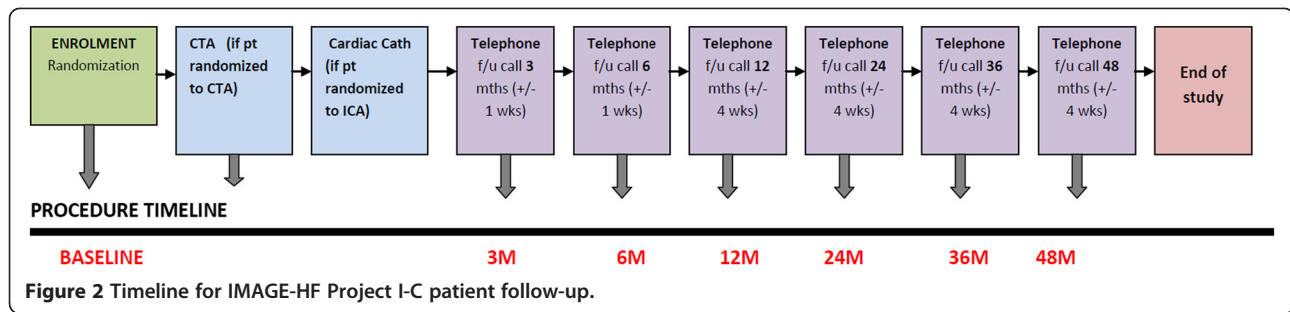 ENROLMENT
Randomization
CTA (if pt
randomized
to CTA)
Cardiac Cath
(if pt
randomized
to ICA)
Telephone
f/u call 3
mths (+/-
1 wks)
Telephone
f/u call 6
mths (+/-
1 wks)
Telephone
f/u call 12
mths (+/-
4 wks)
Telephone
f/u call 24
mths (+/-
4 wks)
Telephone
f/u call 36
mths (+/-
4 wks)
Telephone
f/u call 48
mths (+/-
4 wks)
End of
study
PROCEDURE TIMELINE
BASELINE 3M 6M 12M 24M 36M 48M
Figure 2 Timeline for IMAGE-HF Project I-C patient follow-up.